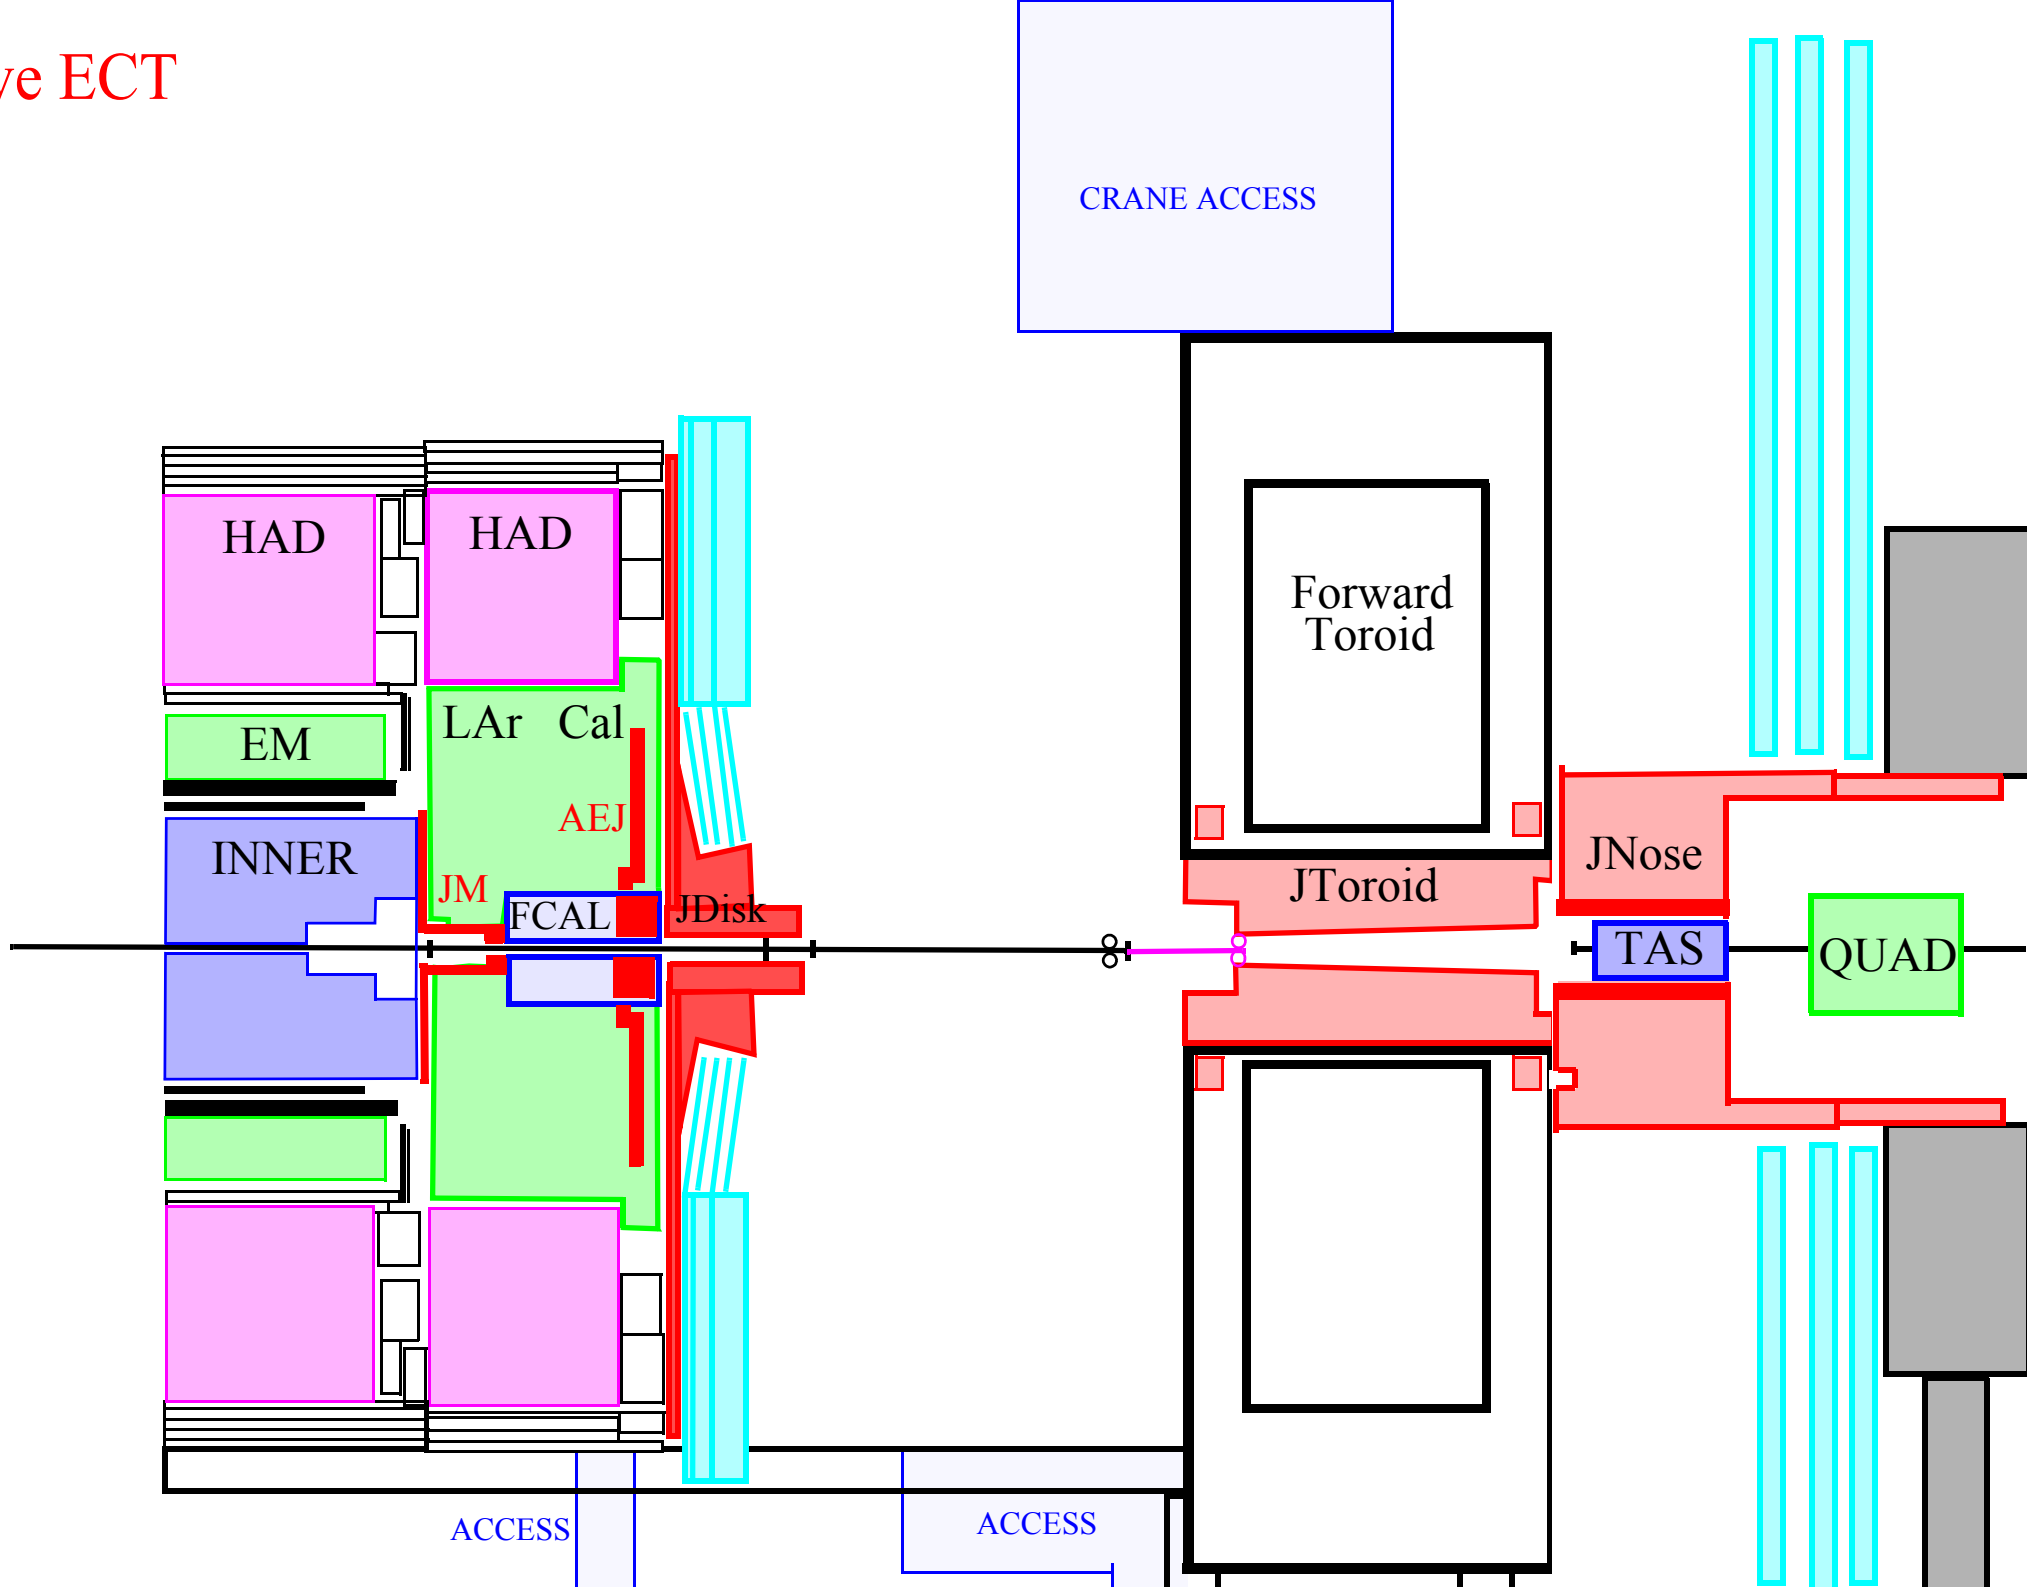 ve ECT
CRANE ACCESS
HAD
HAD
Forward
Toroid
LAr Cal
EM
AEJ
INNER
JM
FCAL
JDisk
JToroid
JNose
TAS
QUAD
ACCESS
ACCESS